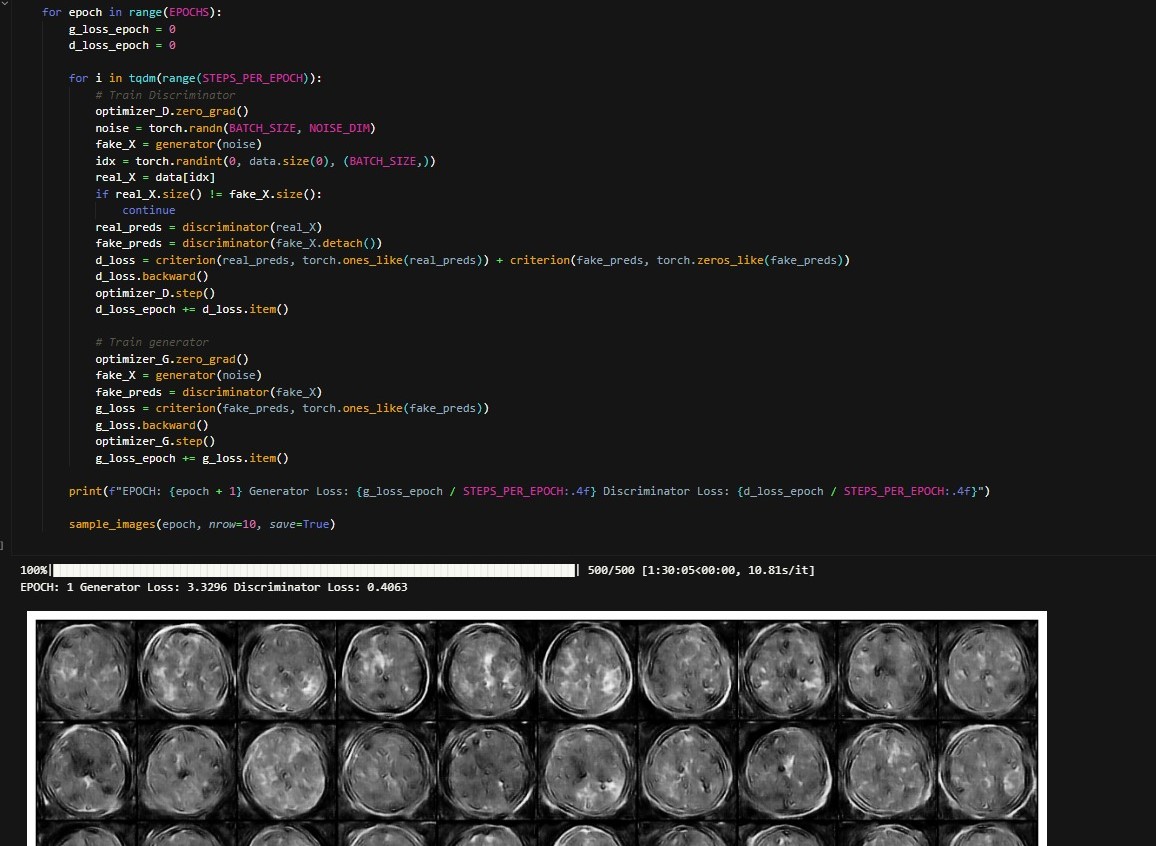 for epoch in range(EPOCHS):
g_loss_epoch = 0
d_loss_epoch = 0
for i in tqdm(range(STEPS_PER_EPOCH)):
# Train Discriminator
optimizer_D.zero_grad()
noise = torch.randn(BATCH_SIZE, NOISE_DIM)
fake_X = generator(noise)
idx = torch.randint(0, data.size(0), (BATCH_SIZE,))
real_X = data[idx]
if real_X.size() != fake_X.size():
continue
real_preds = discriminator(real_X)
fake_preds = discriminator(fake_X.detach())
d_loss = criterion(real_preds, torch.ones_like(real_preds)) + criterion(fake_preds, torch.zeros_like(fake_preds))
d_loss.backward()
optimizer_D.step()
d_loss_epoch += d_loss.item()
# Train generator
optimizer_G.zero_grad()
fake_X = generator(noise)
fake_preds = discriminator(fake_X)
g_loss = criterion(fake_preds, torch.ones_like(fake_preds))
g_loss.backward()
optimizer_G.step()
g_loss_epoch += g_loss.item()
print(f"EPOCH: {epoch + 1} Generator Loss: {g_loss_epoch / STEPS_PER_EPOCH:.4f} Discriminator Loss: {d_loss_epoch / STEPS_PER_EPOCH:.4f}")
sample_images(epoch, nrow=10, save=True)
]
100%| | 500/500 [1:30:05<00:00, 10.81s/it]
EPOCH: 1 Generator Loss: 3.3296 Discriminator Loss: 0.4063